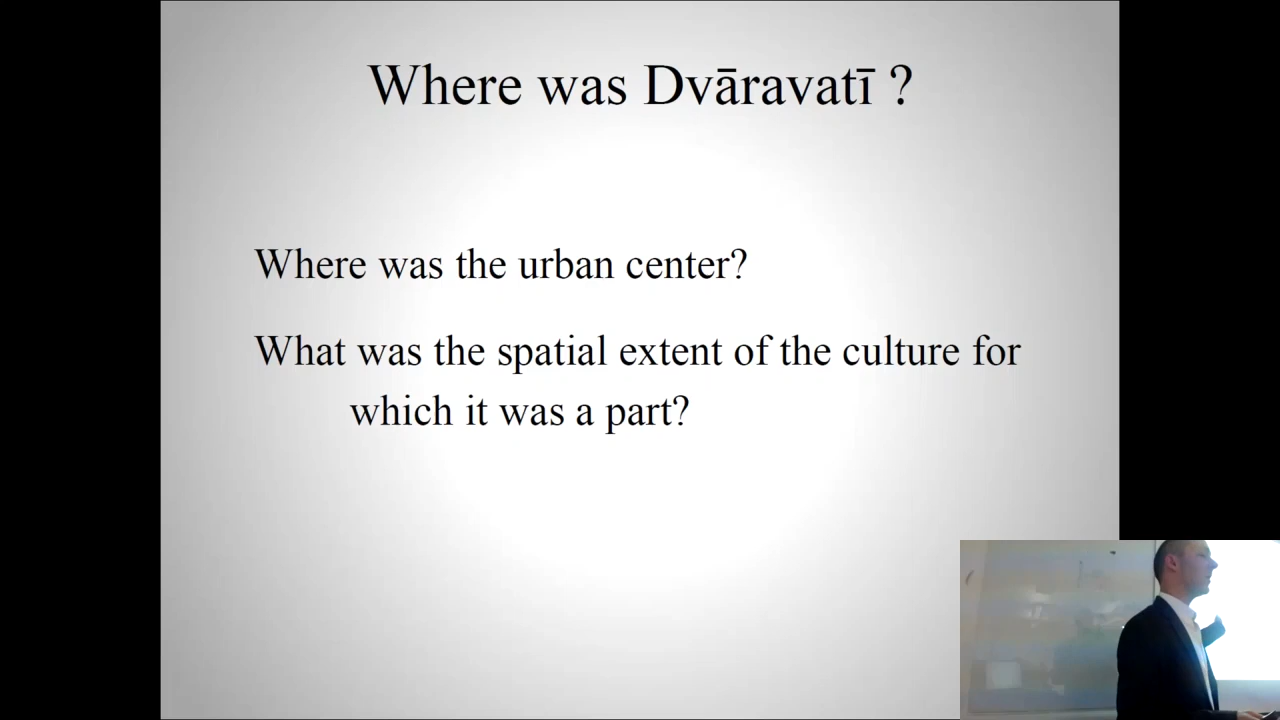 Where was Dvāravatī ?
Where was the urban center?
What was the spatial extent of the culture for
which it was a part?